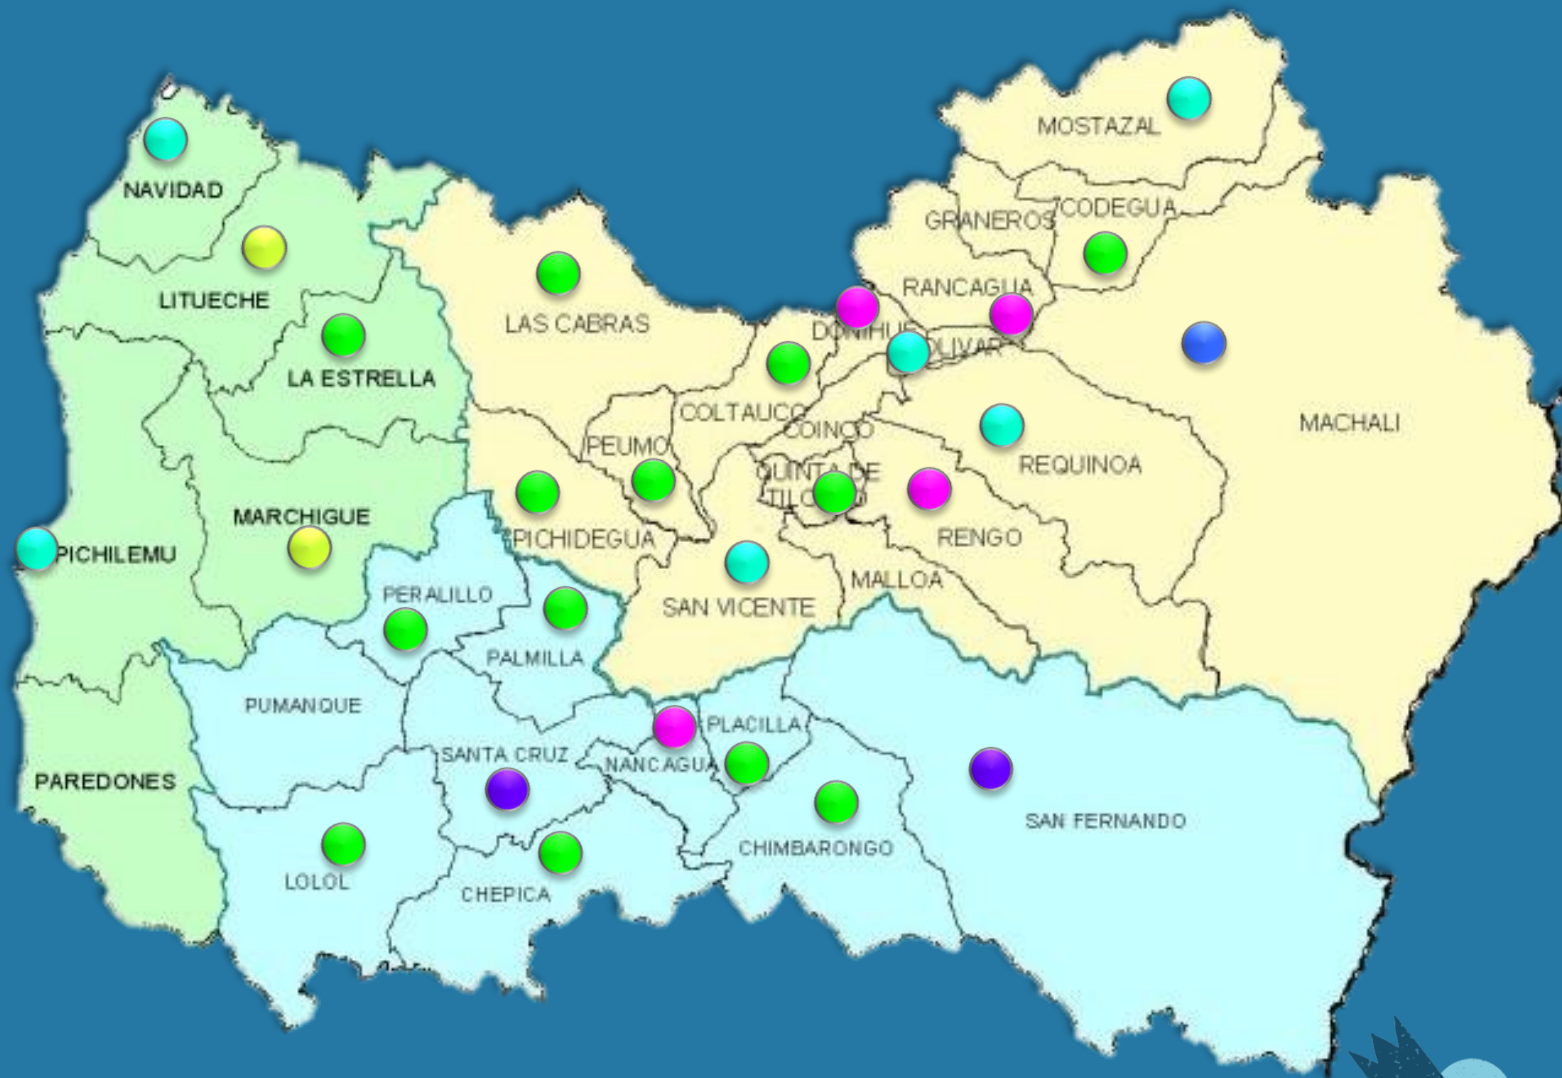 MOSTAZAL
NAVIDAD
CODEGUA
GRANEROS
RANCAGUA
LITUECHE
LAS CABRAS
DOÑIHUE
OLIVAR
LA ESTRELLA
COLTAUCO
MACHALI
COINCO
PEUMO
REQUINOA
QUINTA DE
MARCHIGUE
PICHIDEGUA
RENGO
PICHILEMU
MALLOA
PERALILLO
SAN VICENTE
PALMILLA
PUMANQUE
PLACILLA
SANTA CRUZ
NANCAGUA
PAREDONES
SAN FERNANDO
CHIMBARONGO
LOLOL
CHEPICA